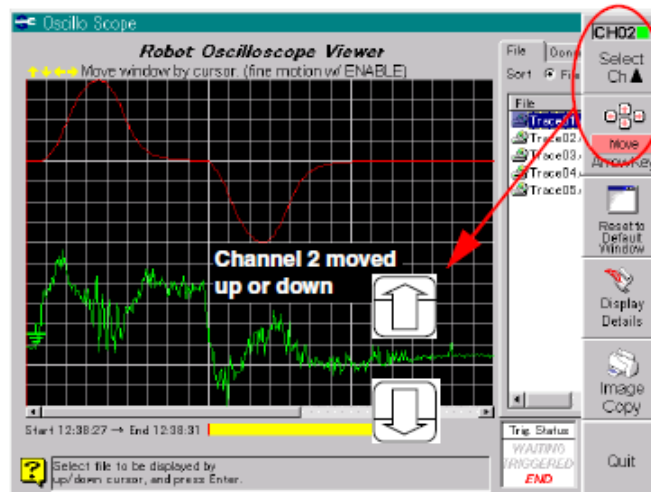 Oscillo Scope
Robot Oscilloscope Viewer
Move window by cursor. (fine motion w/ ENABLE)
Channel 2 moved
up or down
Start 12:38:27 → End 12:38:31
Select file to be displayed by
up/down cursor, and press Enter.
File
Sort
File
Trace02.
Trace03.
Trace04.
Trace05.
Trig. Status
WAITING
TRIGGERED
END
CH02
Select
Ch▲
Move
ArrowKey
Reset to
Default
Window
Display
Details
Image
Copy
Quit